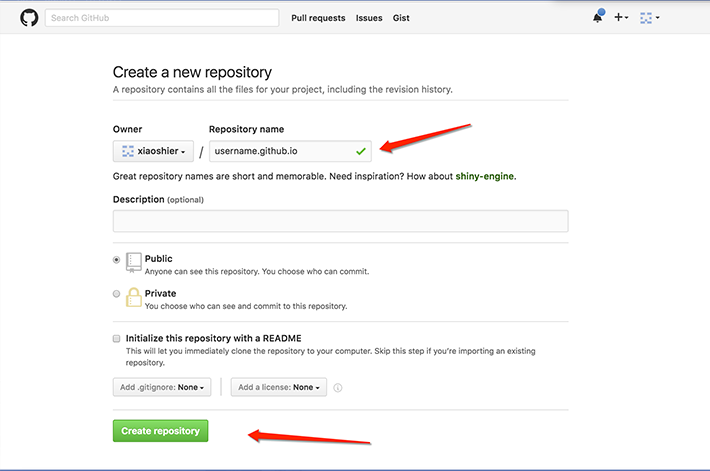 Search GitHub
Pull requests Issues Gist
Create a new repository
A repository contains all the files for your project, including the revision history.
Owner Repository name
xiaoshier / username.github.io
Great repository names are short and memorable. Need inspiration? How about shiny-engine.
Description (optional)
Public
Anyone can see this repository. You choose who can commit.
Private
You choose who can see and commit to this repository.
Initialize this repository with a README
This will let you immediately clone the repository to your computer. Skip this step if you're importing an existing
repository.
Add .gitignore: None Add a license: None
Create repository